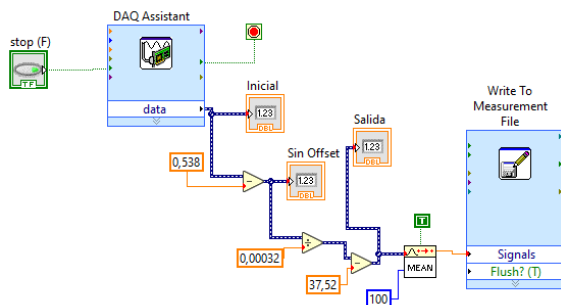 DAQ Assistant
stop (F)
TF
data
Inicial
1.23
DBL
0,538
Sin Offset
1.23
DBL
Salida
1.23
DBL
0,00032
37,52
T
MEAN
100
Write To
Measurement
File
Signals
Flush? (T)